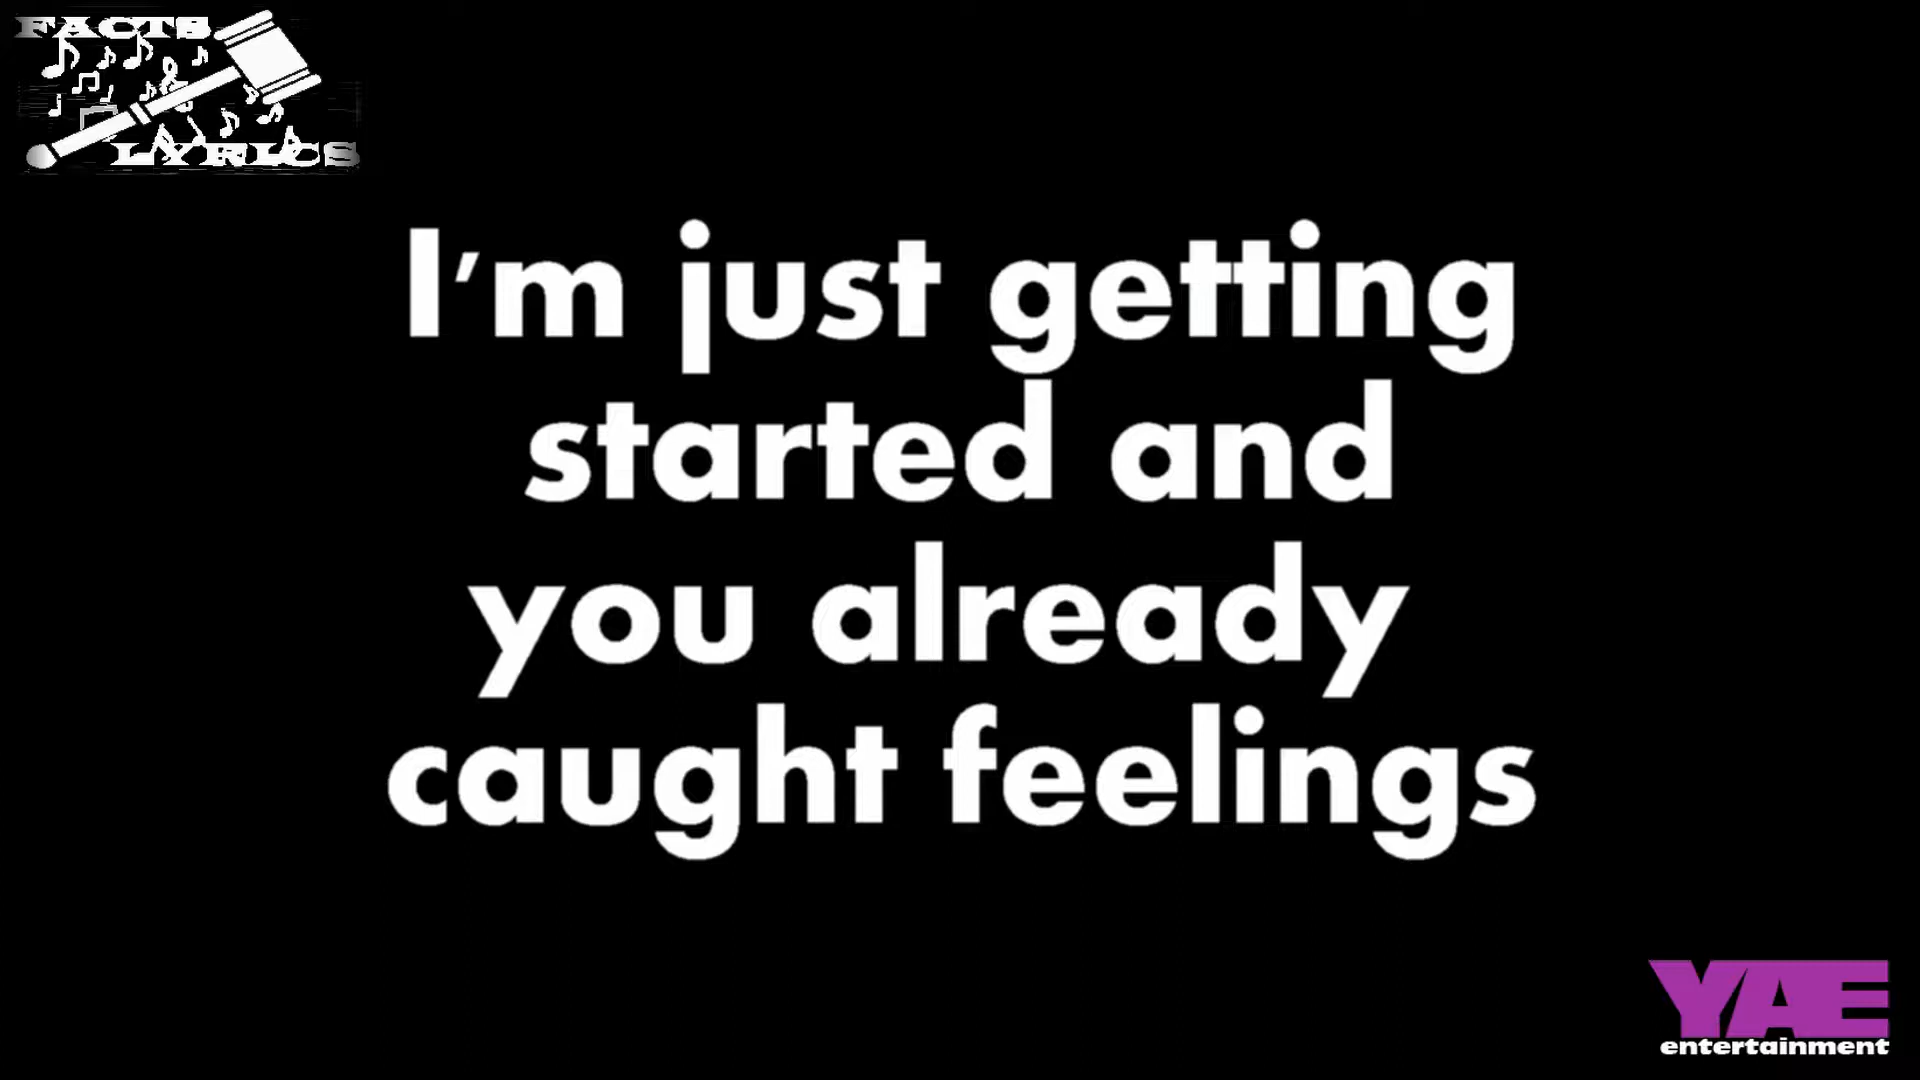 FACTS
LYRICS
I'm just getting
started and
you already
caught feelings
YAE
entertainment